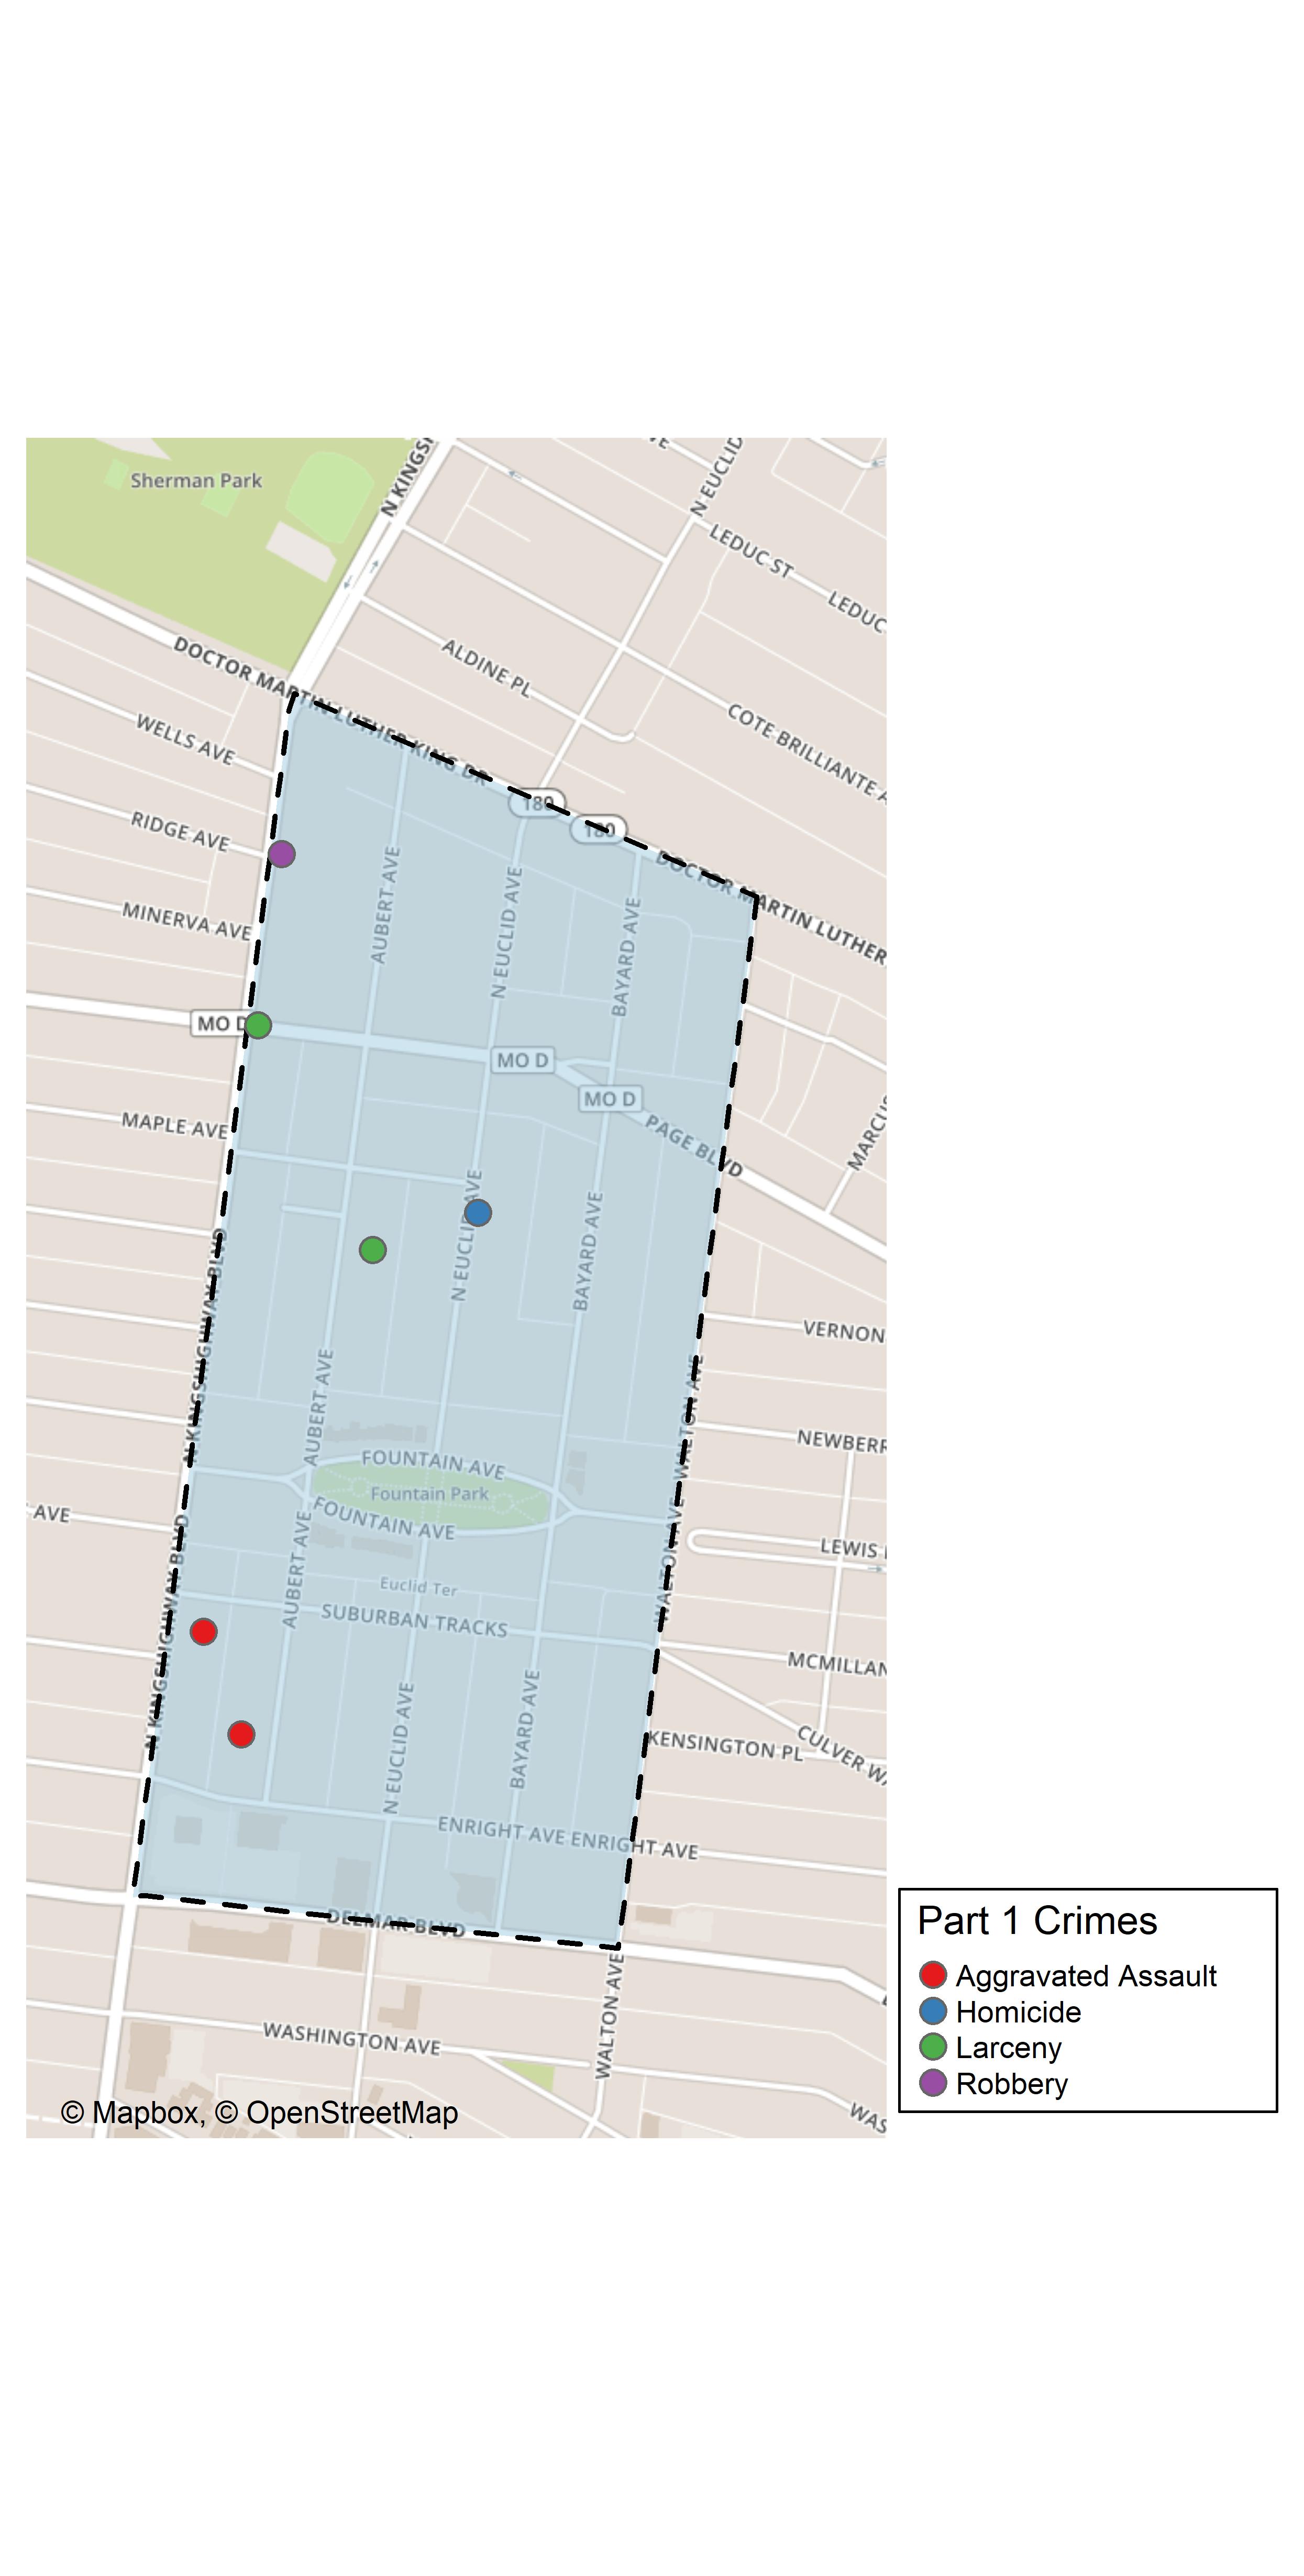 Sherman Park
N KINGSH
N EUCLID
LEDUC ST
LEDUC
ALDINE PL
DOCTOR MARTIN LUTHER KING DR
WELLS AVE
COTE BRILLIANTE A
180
180
RIDGE AVE
DOCTOR MARTIN LUTHER
AUBERT AVE
N EUCLID AVE
BAYARD AVE
MINERVA AVE
MO D
MO D
MO D
PAGE BLVD
MAPLE AVE
MARCUS
N EUCLID AVE
BAYARD AVE
N KINGSHIGHWAY BLVD
VERNON
AUBERT AVE
WALTON AVE
NEWBERR
FOUNTAIN AVE
Fountain Park
FOUNTAIN AVE
AVE
N KINGSHIGHWAY BLVD
AUBERT AVE
WALTON AVE
LEWIS
Euclid Ter
SUBURBAN TRACKS
MCMILLAN
N EUCLID AVE
BAYARD AVE
KENSINGTON PL
CULVER WA
ENRIGHT AVE
ENRIGHT AVE
DELMAR BLVD
WALTON AVE
WASHINGTON AVE
WAS
© Mapbox, © OpenStreetMap
Part 1 Crimes
Aggravated Assault
Homicide
Larceny
Robbery